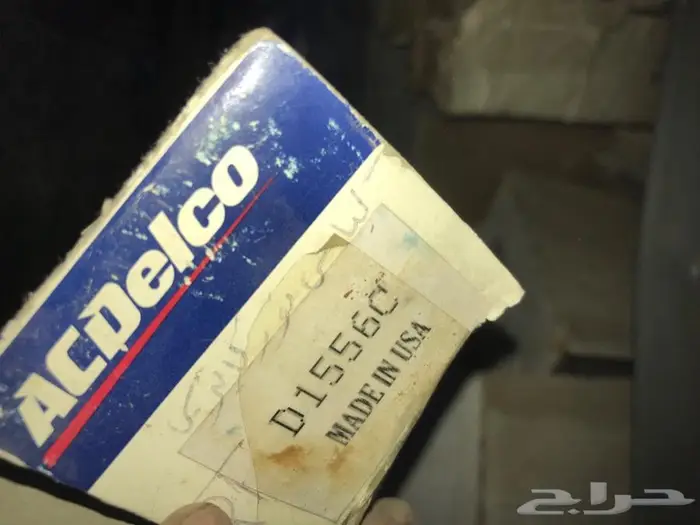 ACDelco
D1556C
MADE IN USA
حراج